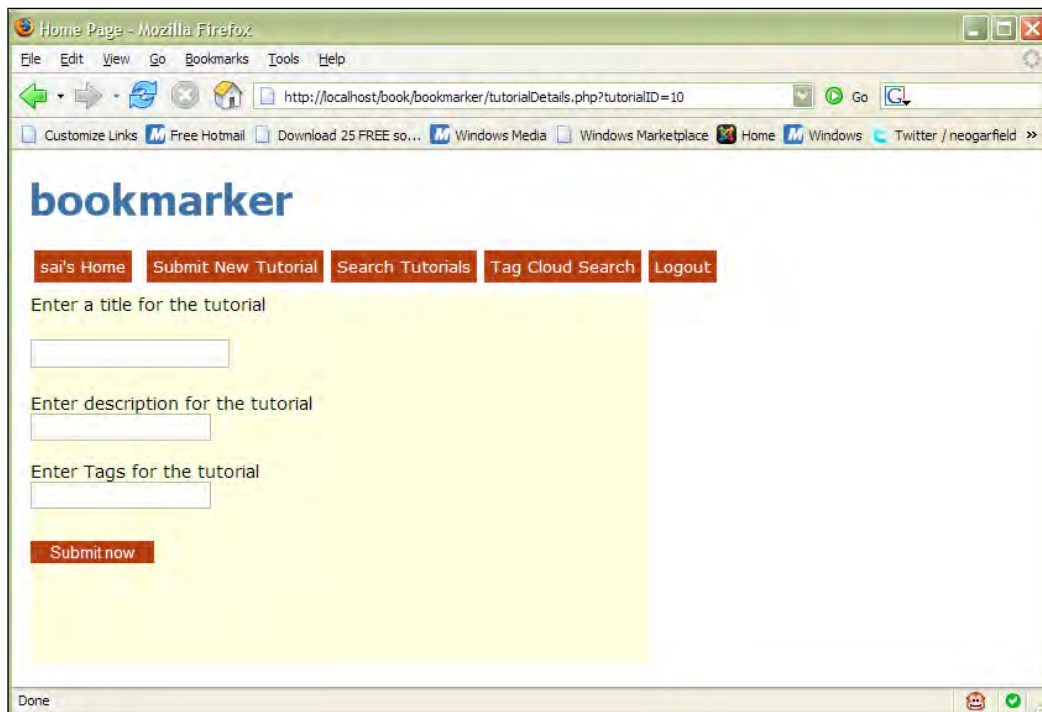 Home Page - Mozilla Firefox
File Edit View Go Bookmarks Tools Help
http://localhost/book/bookmarker/tutorialDetails.php?tutorialID=10 Go G
Customize Links Free Hotmail Download 25 FREE so... Windows Media Windows Marketplace Home Windows Twitter / neogarfield »
bookmarker
sai's Home Submit New Tutorial Search Tutorials Tag Cloud Search Logout
Enter a title for the tutorial
Enter description for the tutorial
Enter Tags for the tutorial
Submit now
Done